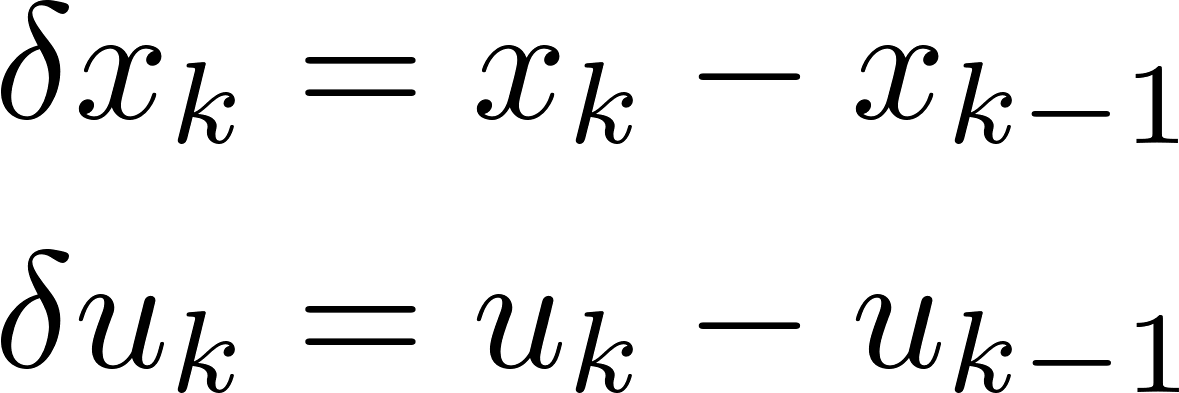 δx_k = x_k − x_{k−1}
δu_k = u_k − u_{k−1}